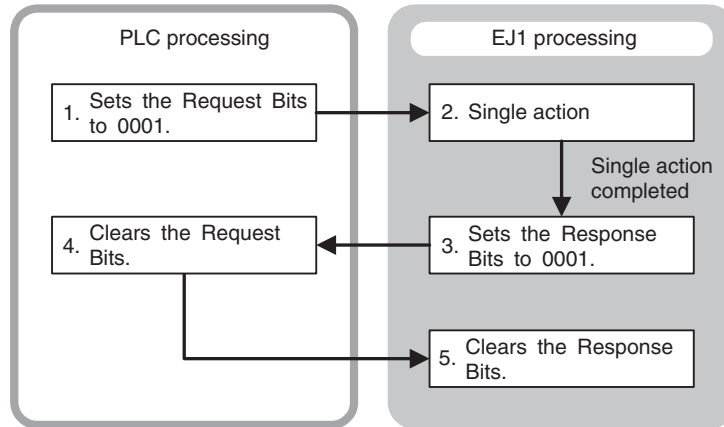 PLC processing
EJ1 processing
1. Sets the Request Bits
to 0001.
2. Single action
Single action
completed
3. Sets the Response
Bits to 0001.
4. Clears the Request
Bits.
5. Clears the Response
Bits.